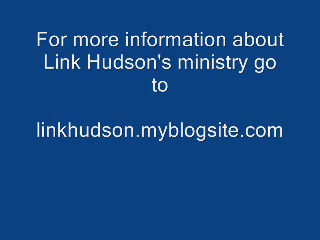 For more information about
Link Hudson's ministry go
to
linkhudson.myblogsite.com